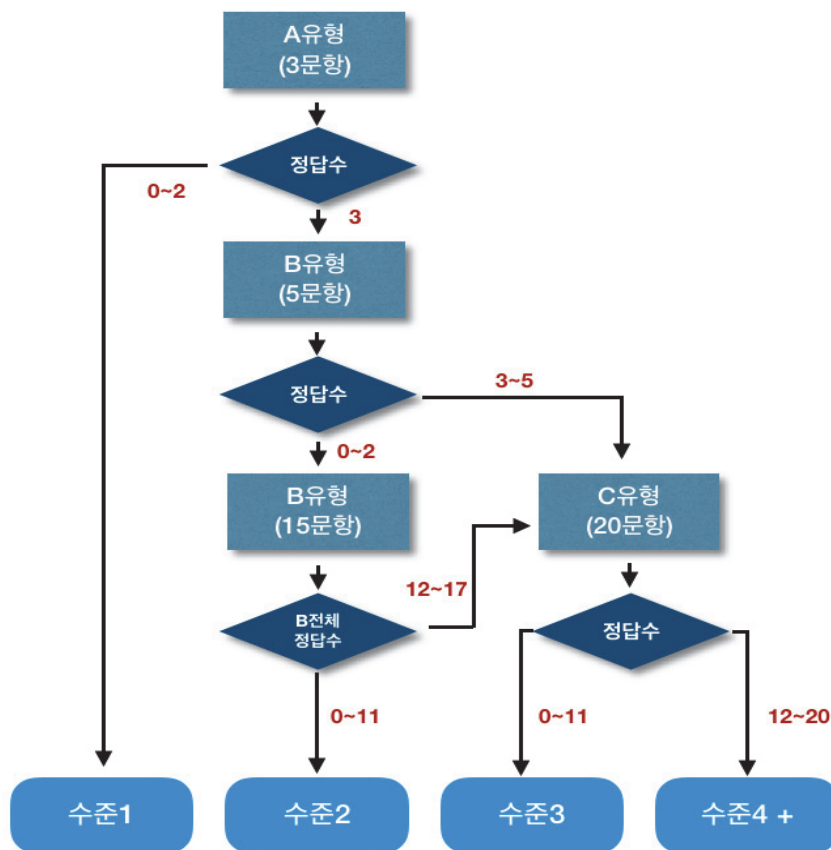 A유형
(3문항)
정답수
0~2
3
B유형
(5문항)
정답수
3~5
0~2
B유형
(15문항)
C유형
(20문항)
12~17
B전체
정답수
정답수
0~11
0~11
12~20
수준1
수준2
수준3
수준4 +